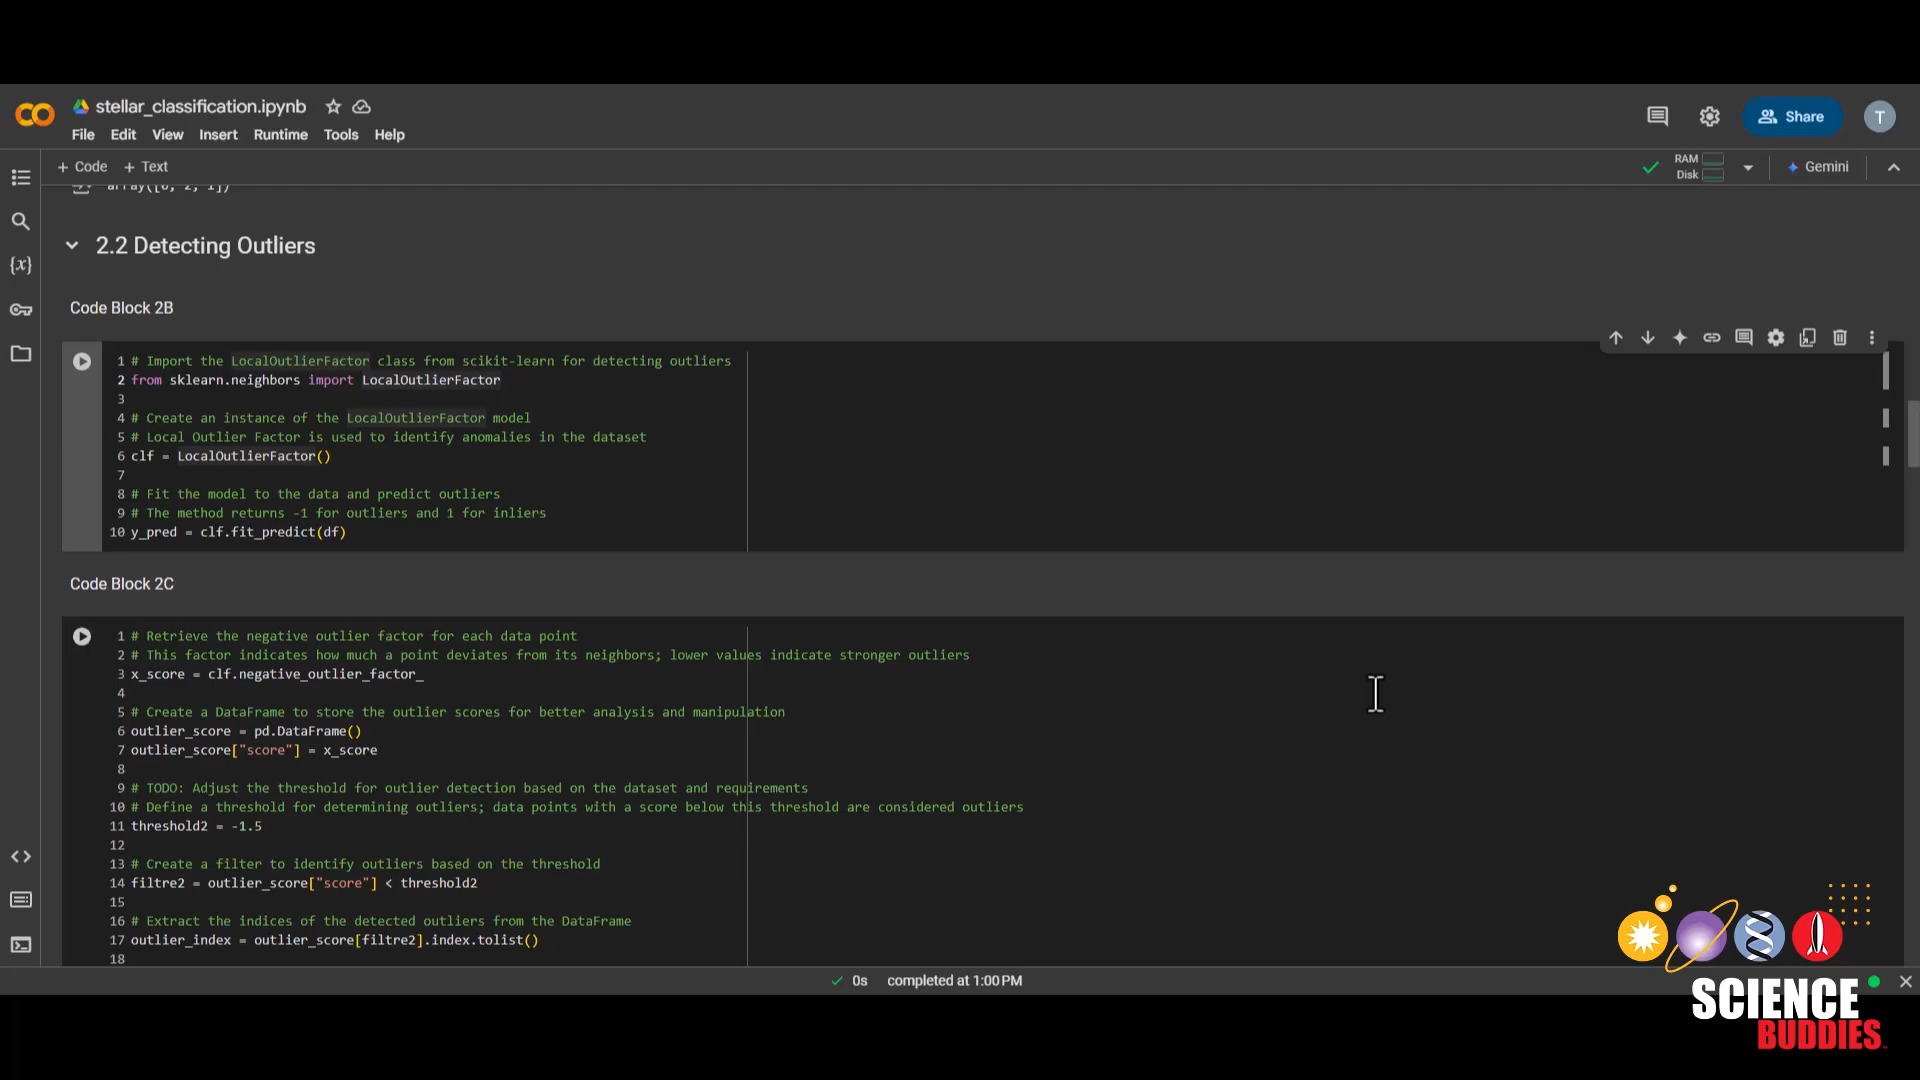 stellar_classification.ipynb
File Edit View Insert Runtime Tools Help
Share
T
+ Code + Text
RAM
Disk
Gemini
array([0, 2, 1])
{x}
2.2 Detecting Outliers
Code Block 2B
1 # Import the LocalOutlierFactor class from scikit-learn for detecting outliers
2 from sklearn.neighbors import LocalOutlierFactor
3
4 # Create an instance of the LocalOutlierFactor model
5 # Local Outlier Factor is used to identify anomalies in the dataset
6 clf = LocalOutlierFactor()
7
8 # Fit the model to the data and predict outliers
9 # The method returns -1 for outliers and 1 for inliers
10 y_pred = clf.fit_predict(df)
Code Block 2C
1 # Retrieve the negative outlier factor for each data point
2 # This factor indicates how much a point deviates from its neighbors; lower values indicate stronger outliers
3 x_score = clf.negative_outlier_factor_
4
5 # Create a DataFrame to store the outlier scores for better analysis and manipulation
6 outlier_score = pd.DataFrame()
7 outlier_score["score"] = x_score
8
9 # TODO: Adjust the threshold for outlier detection based on the dataset and requirements
10 # Define a threshold for determining outliers; data points with a score below this threshold are considered outliers
11 threshold2 = -1.5
12
13 # Create a filter to identify outliers based on the threshold
14 filtre2 = outlier_score["score"] < threshold2
15
16 # Extract the indices of the detected outliers from the DataFrame
17 outlier_index = outlier_score[filtre2].index.tolist()
18
0s completed at 1:00 PM
SCIENCE
BUDDIES